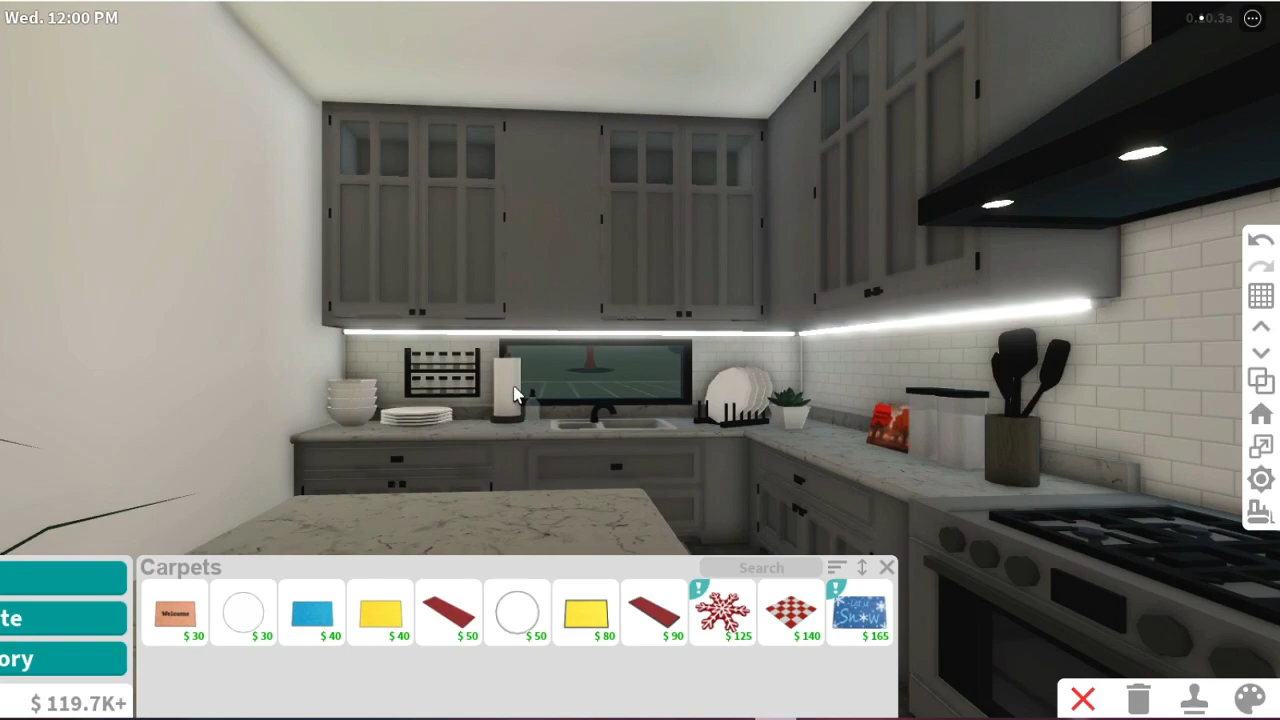 Wed. 12:00 PM
Carpets
Search
Welcome
$ 30
$ 30
$ 40
$ 40
$ 50
$ 50
$ 80
$ 90
$ 125
$ 140
$ 165
te
ory
$ 119.7K+